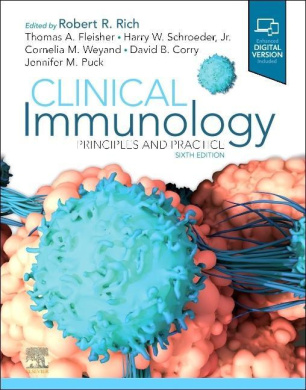 Edited by Robert R. Rich
Thomas A. Fleisher • Harry W. Schroeder, Jr.
Cornelia M. Weyand • David B. Corry
Jennifer M. Puck
Enhanced
DIGITAL
VERSION
Included
CLINICAL
Immunology
PRINCIPLES AND PRACTICE
SIXTH EDITION
ELSEVIER